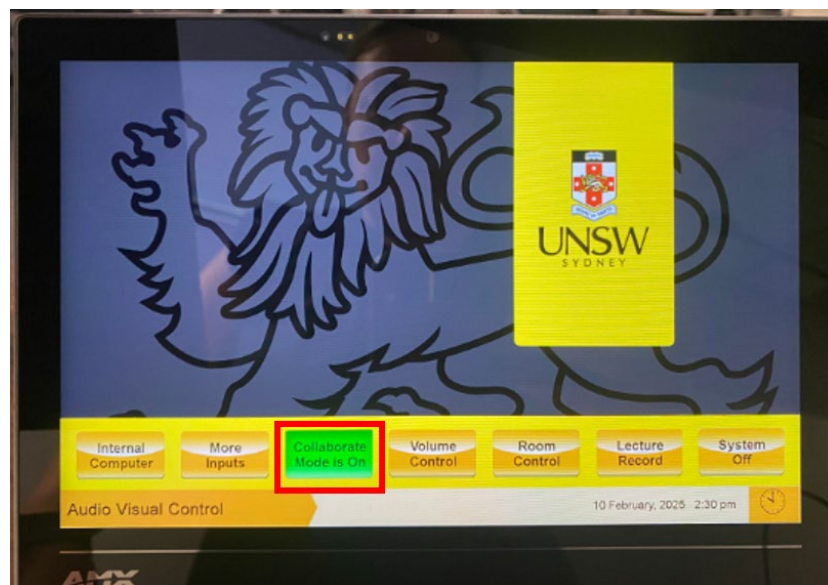 UNSW
SYDNEY
Internal
Computer
More
Inputs
Collaborate
Mode is On
Volume
Control
Room
Control
Lecture
Record
System
Off
Audio Visual Control
10 February, 2025 2:30 pm
AMX